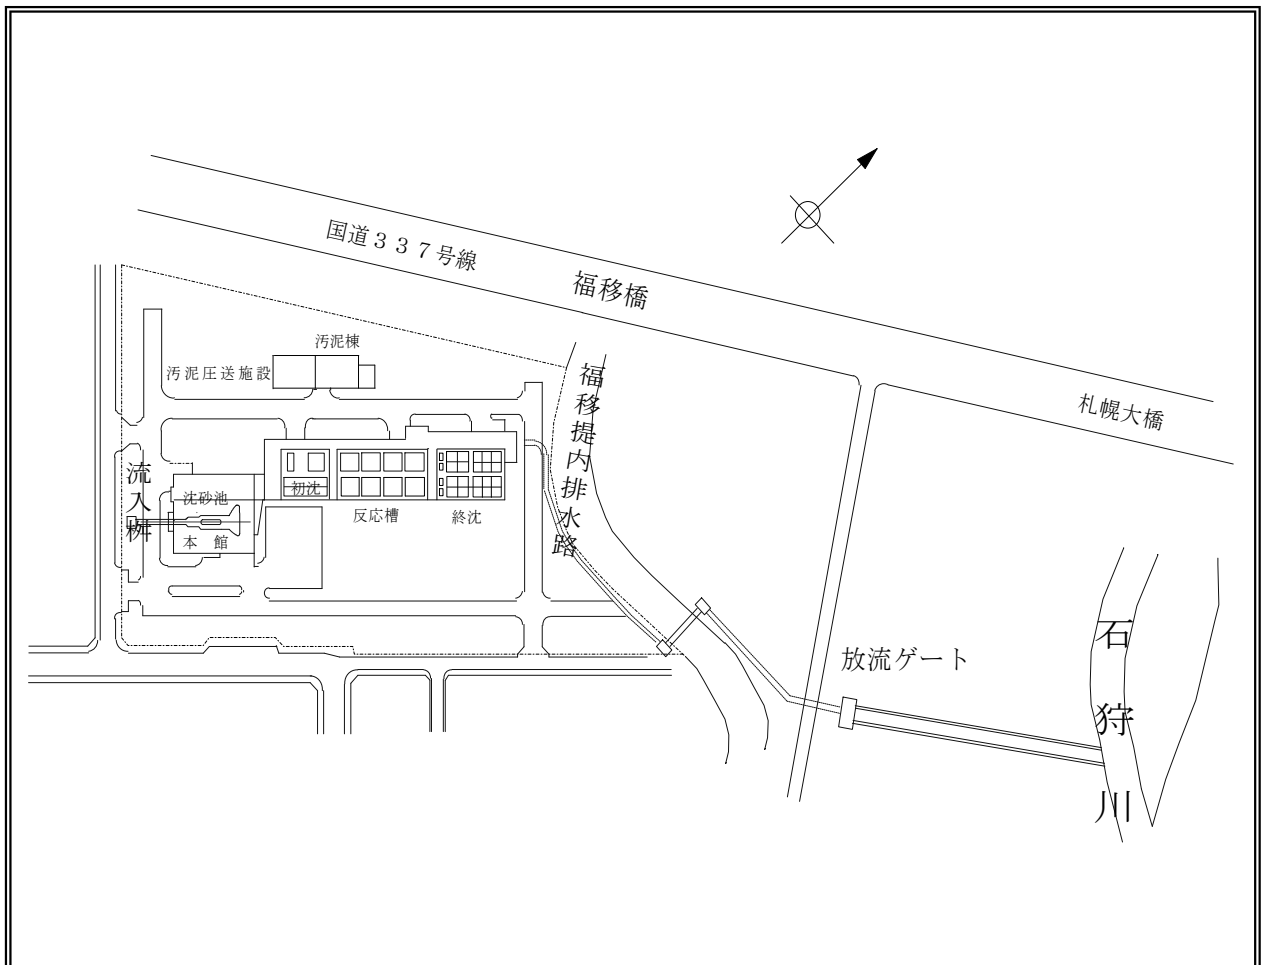 国道３３７号線
福移橋
汚泥棟
汚泥圧送施設
福移提内排水路
札幌大橋
流入桝
沈砂池
初沈
反応槽
終沈
本 館
放流ゲート
石狩川